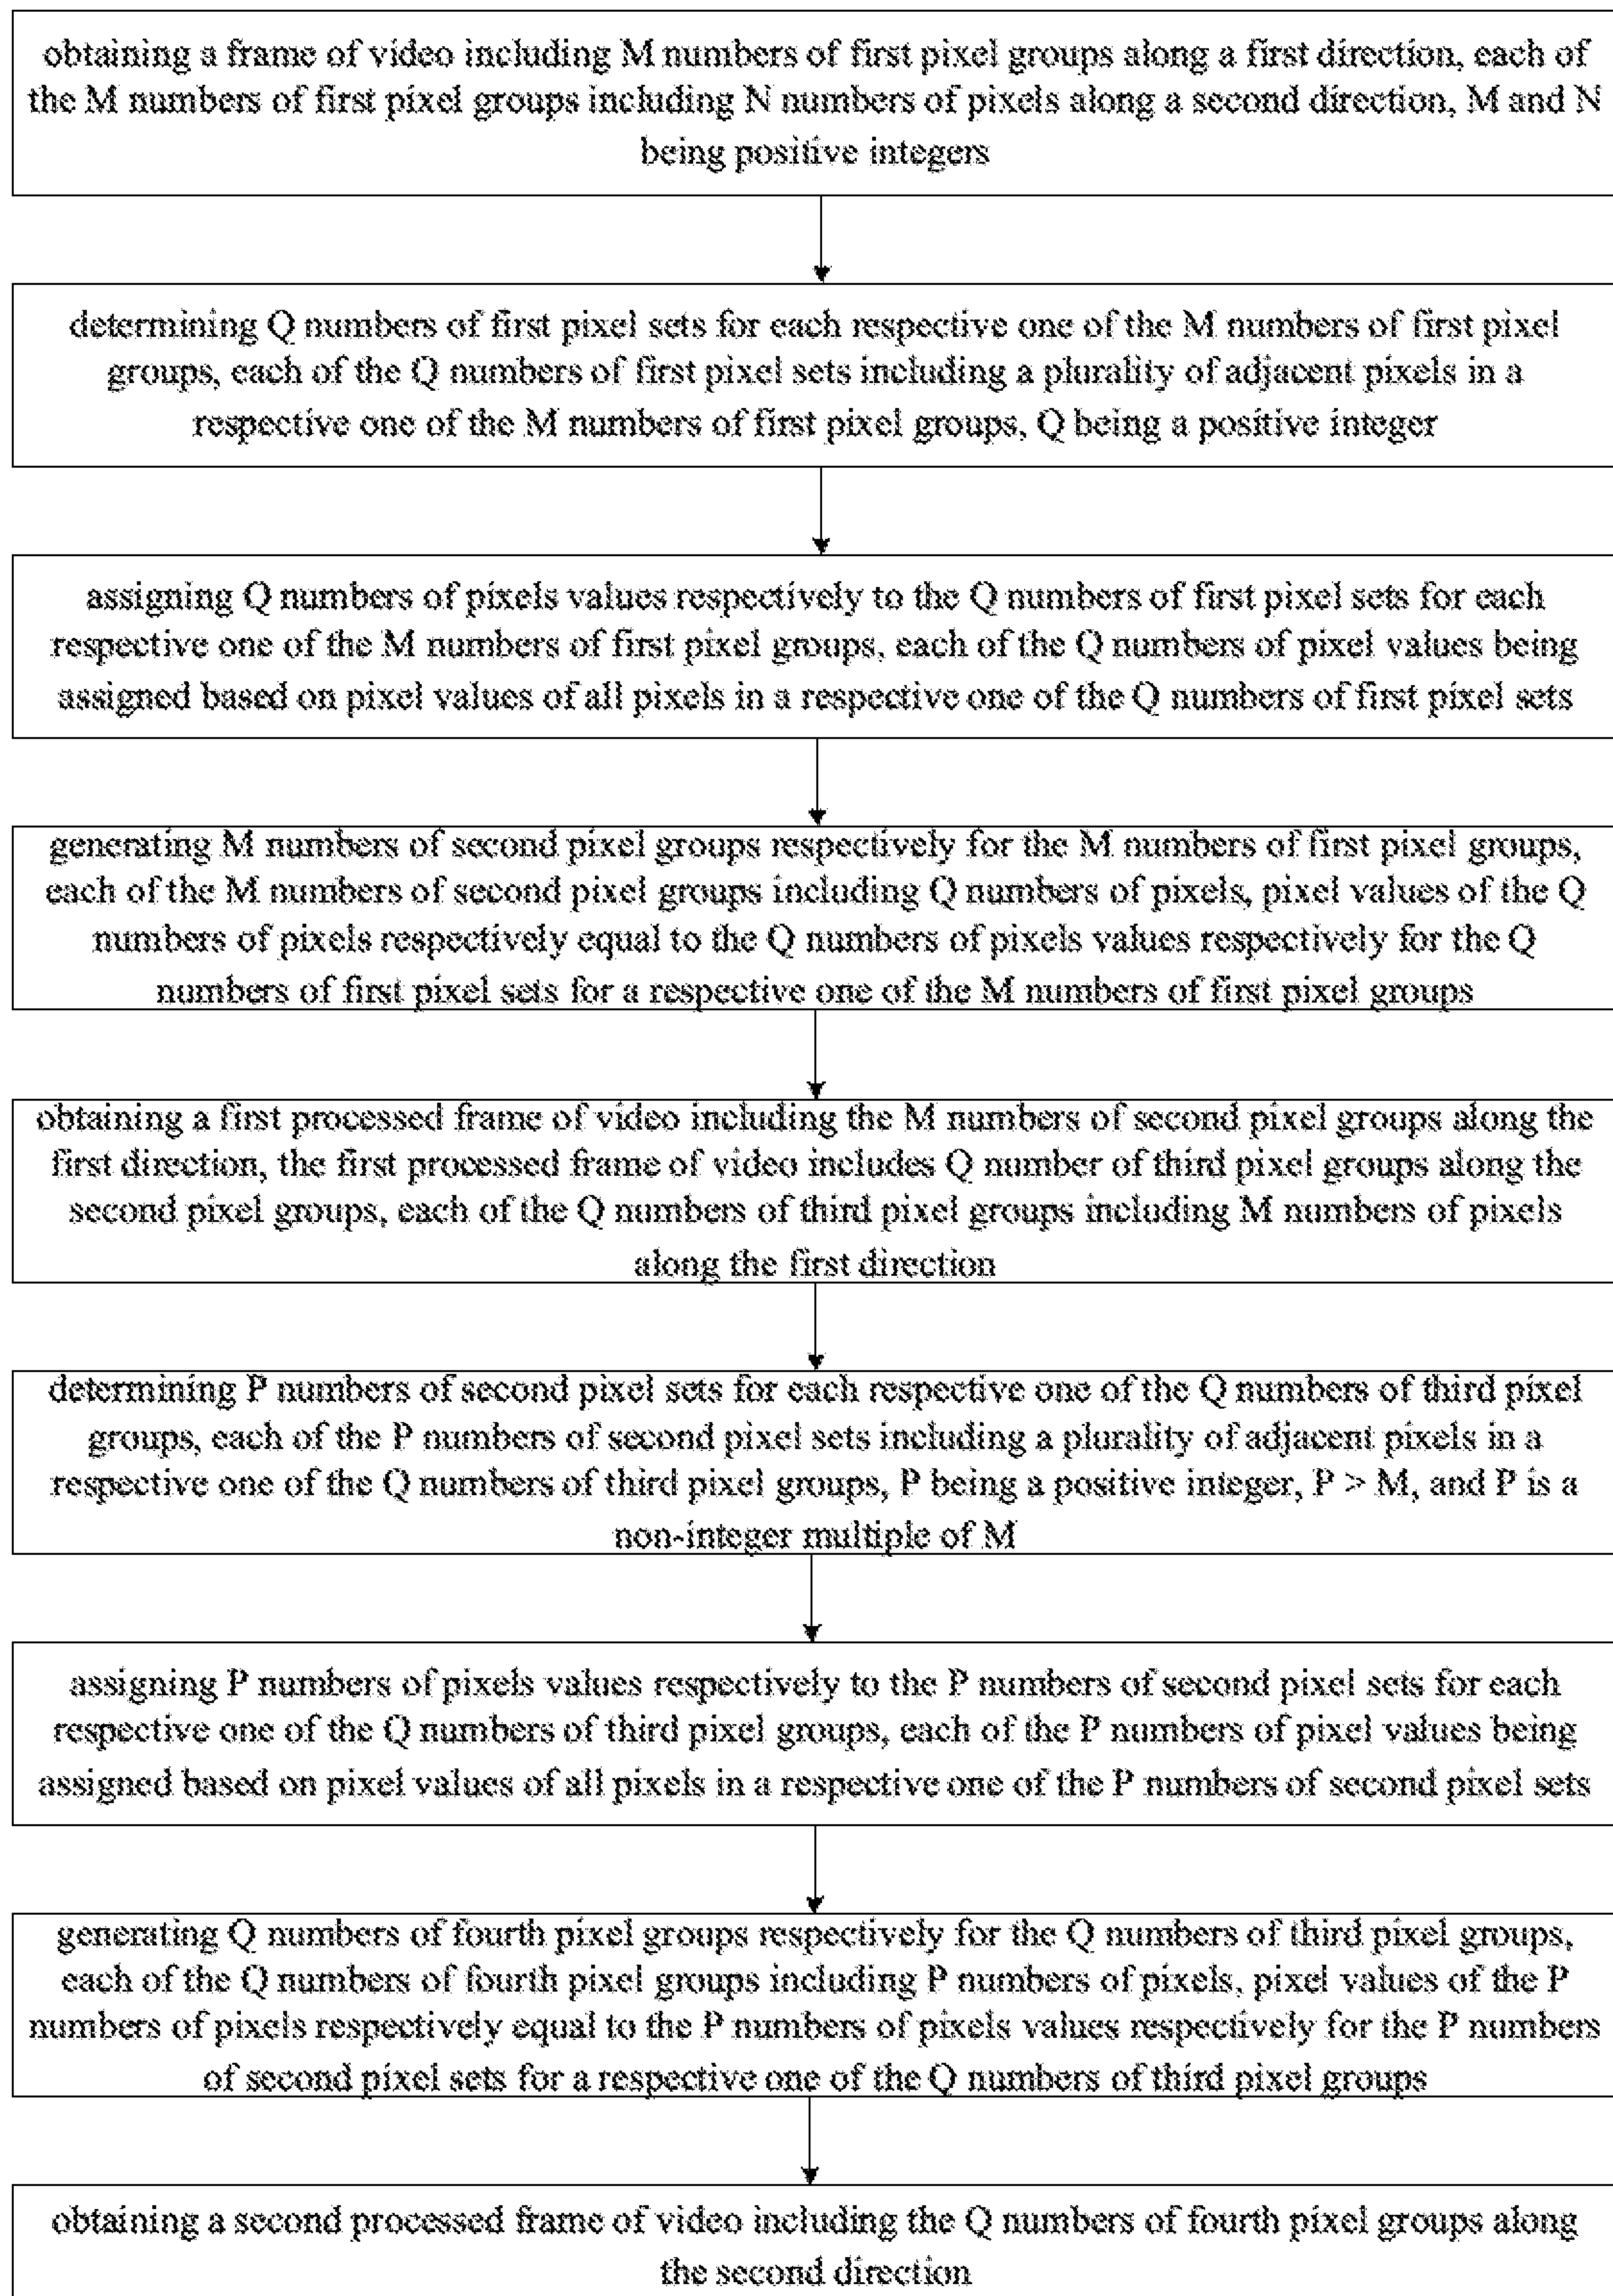 obtaining a frame of video including M numbers of first pixel groups along a first direction, each of
the M numbers of first pixel groups including N numbers of pixels along a second direction, M and N
being positive integers
determining Q numbers of first pixel sets for each respective one of the M numbers of first pixel
groups, each of the Q numbers of first pixel sets including a plurality of adjacent pixels in a
respective one of the M numbers of first pixel groups, Q being a positive integer
assigning Q numbers of pixels values respectively to the Q numbers of first pixel sets for each
respective one of the M numbers of first pixel groups, each of the Q numbers of pixel values being
assigned based on pixel values of all pixels in a respective one of the Q numbers of first pixel sets
generating M numbers of second pixel groups respectively for the M numbers of first pixel groups,
each of the M numbers of second pixel groups including Q numbers of pixels, pixel values of the Q
numbers of pixels respectively equal to the Q numbers of pixels values respectively for the Q
numbers of first pixel sets for a respective one of the M numbers of first pixel groups
obtaining a first processed frame of video including the M numbers of second pixel groups along the
first direction, the first processed frame of video includes Q number of third pixel groups along the
second pixel groups, each of the Q numbers of third pixel groups including M numbers of pixels
along the first direction
determining P numbers of second pixel sets for each respective one of the Q numbers of third pixel
groups, each of the P numbers of second pixel sets including a plurality of adjacent pixels in a
respective one of the Q numbers of third pixel groups, P being a positive integer, P > M, and P is a
non-integer multiple of M
assigning P numbers of pixels values respectively to the P numbers of second pixel sets for each
respective one of the Q numbers of third pixel groups, each of the P numbers of pixel values being
assigned based on pixel values of all pixels in a respective one of the P numbers of second pixel sets
generating Q numbers of fourth pixel groups respectively for the Q numbers of third pixel groups,
each of the Q numbers of fourth pixel groups including P numbers of pixels, pixel values of the P
numbers of pixels respectively equal to the P numbers of pixels values respectively for the P numbers
of second pixel sets for a respective one of the Q numbers of third pixel groups
obtaining a second processed frame of video including the Q numbers of fourth pixel groups along
the second direction